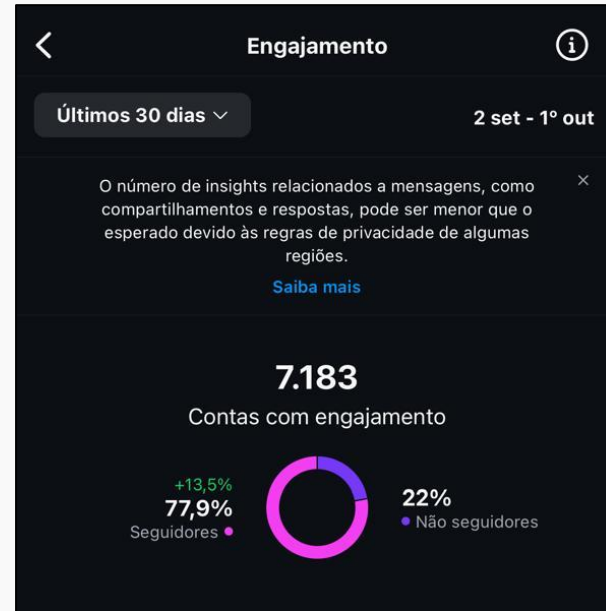 Engajamento
Últimos 30 dias
2 set - 1º out
O número de insights relacionados a mensagens, como
compartilhamentos e respostas, pode ser menor que o
esperado devido às regras de privacidade de algumas
regiões.
Saiba mais
7.183
Contas com engajamento
+13,5%
77,9%
Seguidores
22%
Não seguidores